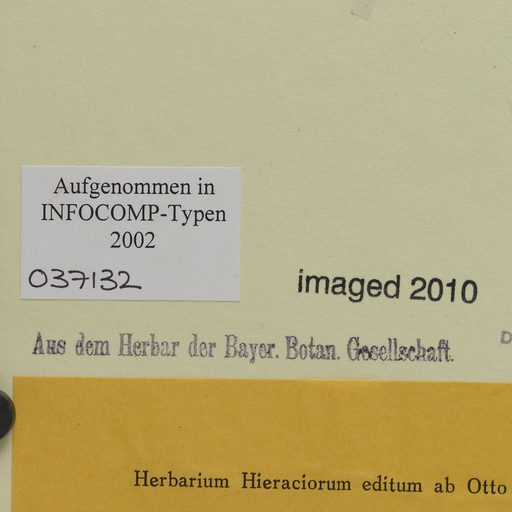 Aufgenommen in
INFOCOMP-Typen
2002
037132
imaged 2010
Aus dem Herbar der Bayer. Botan. Gesellschaft.
Herbarium Hieraciorum editum ab Otto